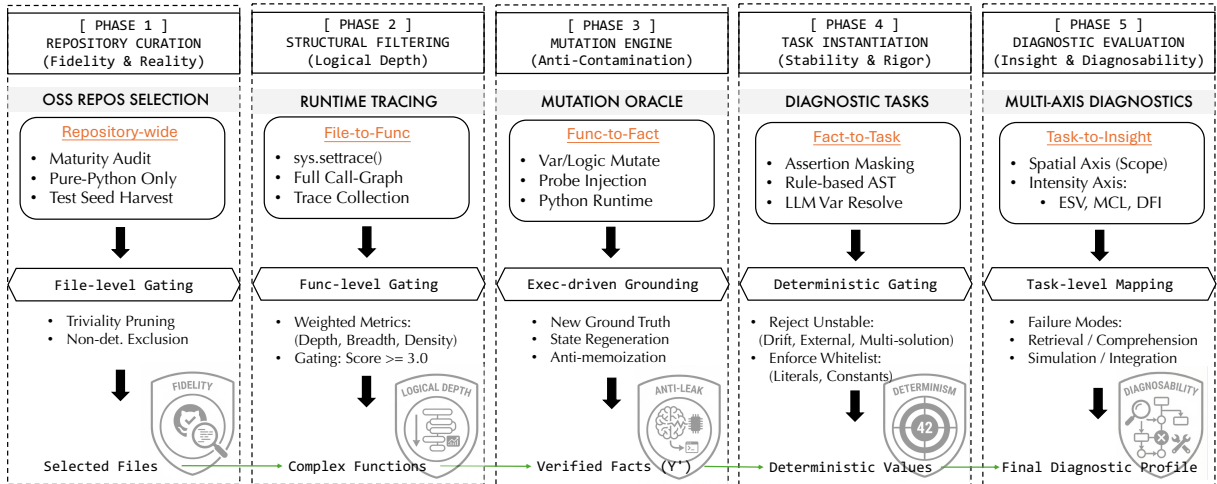 [ PHASE 1 ]
REPOSITORY CURATION
(Fidelity & Reality)
OSS REPOS SELECTION
Repository-wide
• Maturity Audit
• Pure-Python Only
• Test Seed Harvest
File-level Gating
• Triviality Pruning
• Non-det. Exclusion
FIDELITY
Selected Files
[ PHASE 2 ]
STRUCTURAL FILTERING
(Logical Depth)
RUNTIME TRACING
File-to-Func
• sys.settrace()
• Full Call-Graph
• Trace Collection
Func-level Gating
• Weighted Metrics:
(Depth, Breadth, Density)
• Gating: Score >= 3.0
LOGICAL DEPTH
Complex Functions
[ PHASE 3 ]
MUTATION ENGINE
(Anti-Contamination)
MUTATION ORACLE
Func-to-Fact
• Var/Logic Mutate
• Probe Injection
• Python Runtime
Exec-driven Grounding
• New Ground Truth
• State Regeneration
• Anti-memoization
ANTI-LEAK
Verified Facts (Y')
[ PHASE 4 ]
TASK INSTANTIATION
(Stability & Rigor)
DIAGNOSTIC TASKS
Fact-to-Task
• Assertion Masking
• Rule-based AST
• LLM Var Resolve
Deterministic Gating
• Reject Unstable:
(Drift, External, Multi-solution)
• Enforce Whitelist:
(Literals, Constants)
DETERMINISM
42
Deterministic Values
[ PHASE 5 ]
DIAGNOSTIC EVALUATION
(Insight & Diagnosability)
MULTI-AXIS DIAGNOSTICS
Task-to-Insight
• Spatial Axis (Scope)
• Intensity Axis:
• ESV, MCL, DFI
Task-level Mapping
• Failure Modes:
• Retrieval / Comprehension
• Simulation / Integration
DIAGNOSABILITY
Final Diagnostic Profile